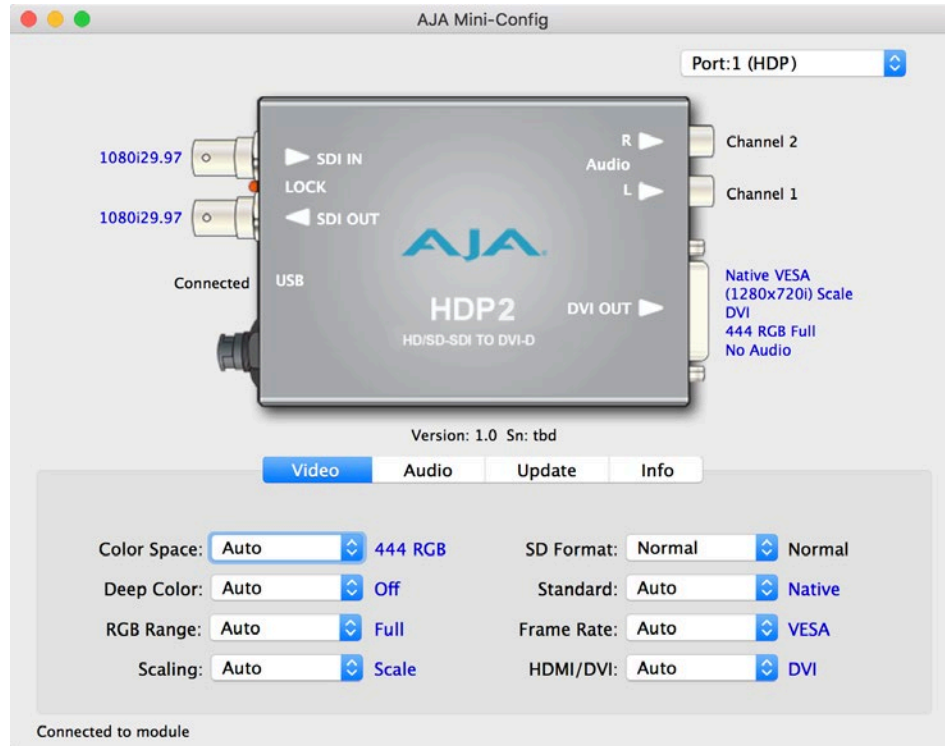 AJA Mini-Config
Port:1 (HDP)
1080i29.97
SDI IN
LOCK
1080i29.97
SDI OUT
Connected
USB
AJA
HDP2
HD/SD-SDI TO DVI-D
R
Audio
L
DVI OUT
Channel 2
Channel 1
Native VESA
(1280x720i) Scale
DVI
444 RGB Full
No Audio
Version: 1.0 Sn: tbd
Video Audio Update Info
Color Space: Auto 444 RGB
Deep Color: Auto Off
RGB Range: Auto Full
Scaling: Auto Scale
SD Format: Normal Normal
Standard: Auto Native
Frame Rate: Auto VESA
HDMI/DVI: Auto DVI
Connected to module